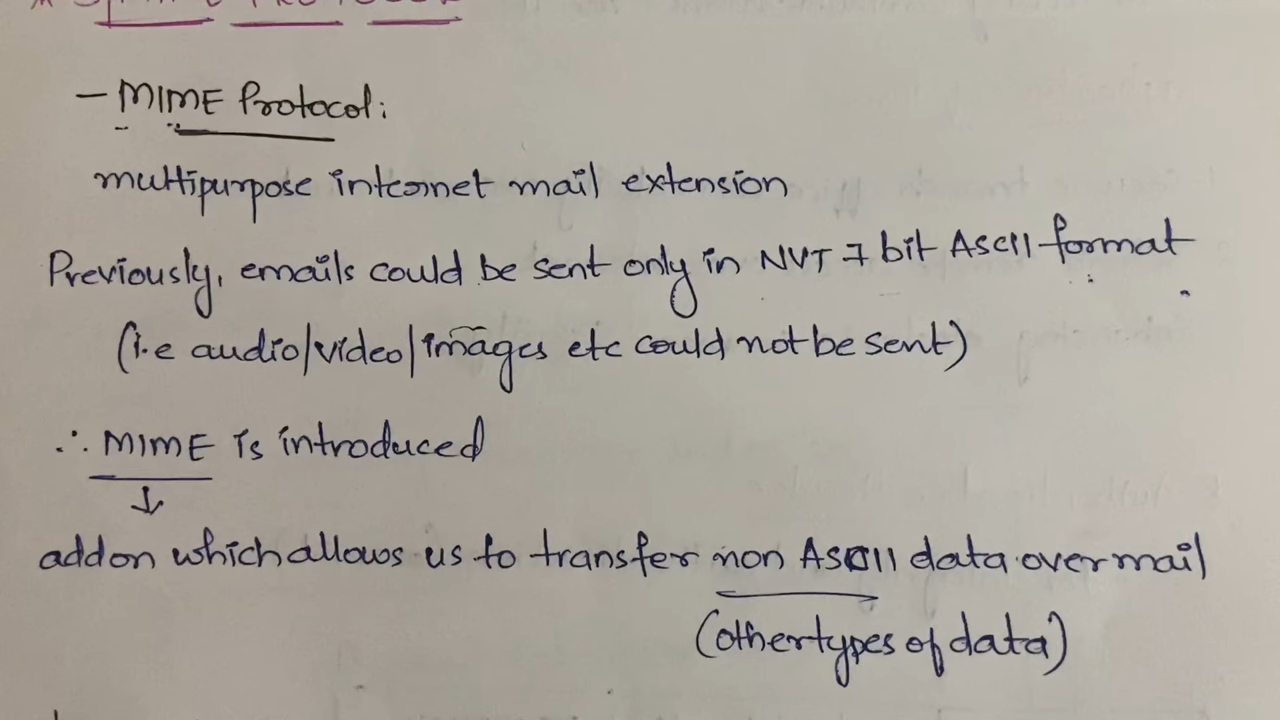 - MIME Protocol:
multipurpose internet mail extension
Previously, emails could be sent only in NVT 7 bit ASCII format
(i.e audio/video/images etc could not be sent)
∴ MIME is introduced
↓
addon which allows us to transfer non ASCII data over mail
(other types of data)